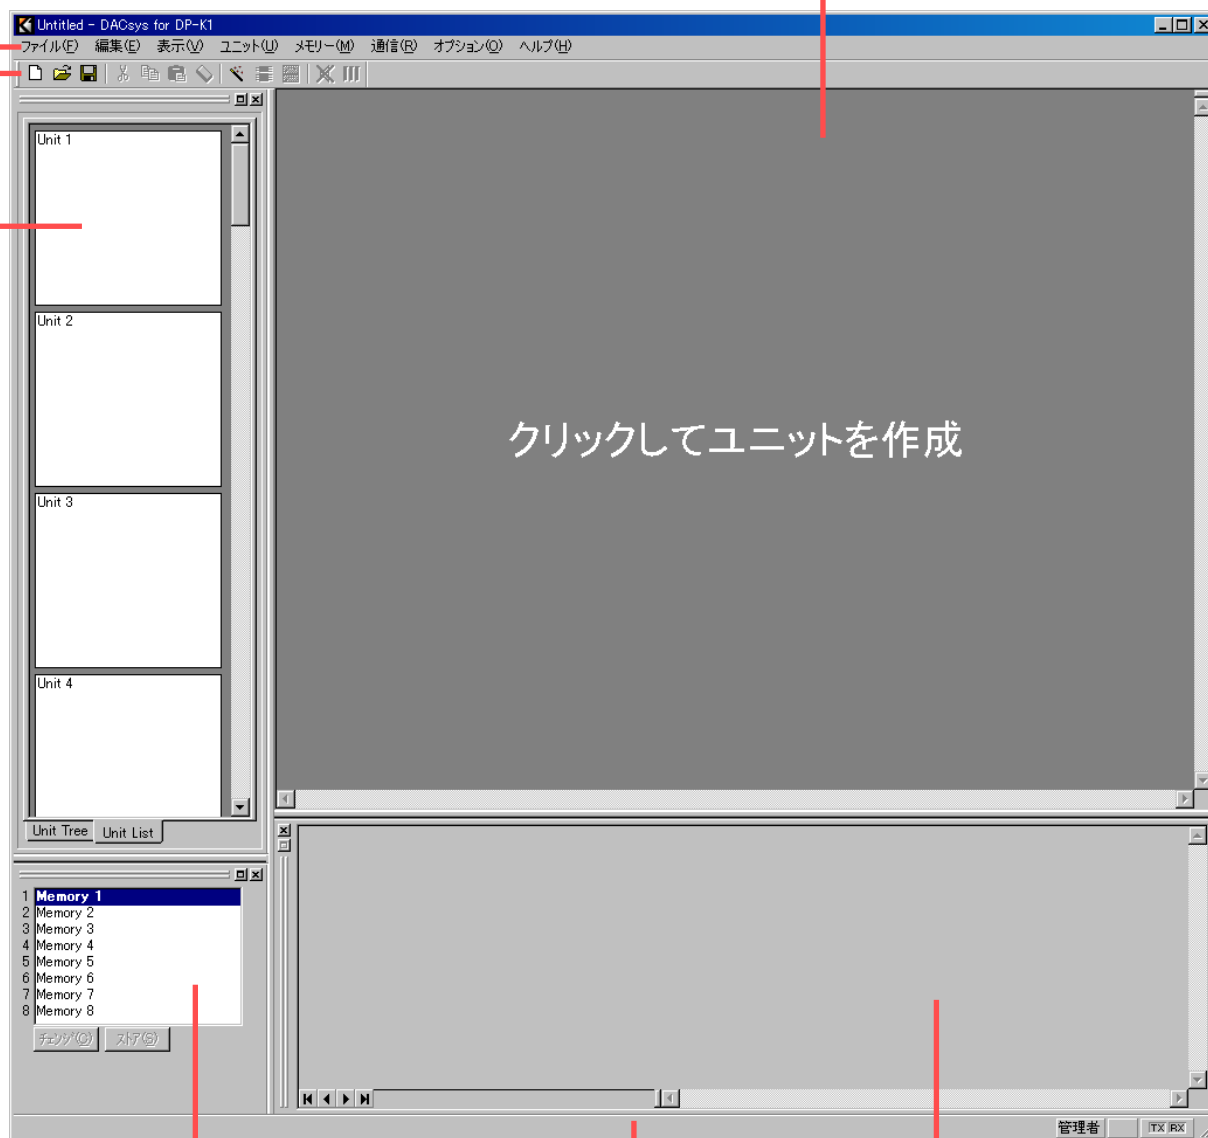 Untitled - DACsys for DP-K1
ファイル(F) 編集(E) 表示(V) ユニット(U) メモリー(M) 通信(R) オプション(O) ヘルプ(H)
Unit 1
Unit 2
Unit 3
Unit 4
クリックしてユニットを作成
Unit Tree Unit List
1 Memory 1
2 Memory 2
3 Memory 3
4 Memory 4
5 Memory 5
6 Memory 6
7 Memory 7
8 Memory 8
チェンジ(C) ストア(S)
管理者 TX RX